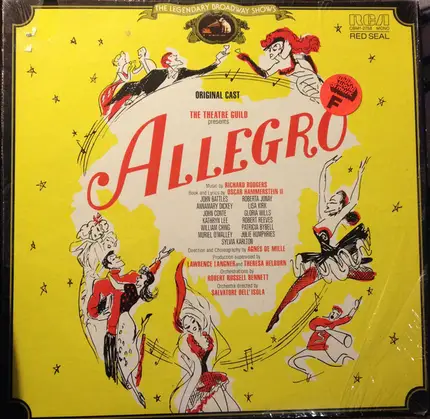 THE LEGENDARY BROADWAY SHOWS
RCA
RED SEAL
ORIGINAL CAST
THE THEATRE GUILD
presents
ALLEGRO
Music by RICHARD RODGERS
Book and Lyrics by OSCAR HAMMERSTEIN II
JOHN BATTLES ROBERTA JONAY
ANNAMARY DICKEY LISA KIRK
JOHN CONTE GLORIA WILLS
KATHRYN LEE ROBERT REEVES
WILLIAM CHING PATRICIA BYBELL
MURIEL O'MALLEY JULIE HUMPHRIES
SYLVIA KARLTON
Direction and Choreography by AGNES DE MILLE
Production supervised by
LAWRENCE LANGNER and THERESA HELBURN
Orchestrations by
ROBERT RUSSELL BENNETT
Orchestra directed by
SALVATORE DELL'ISOLA
F